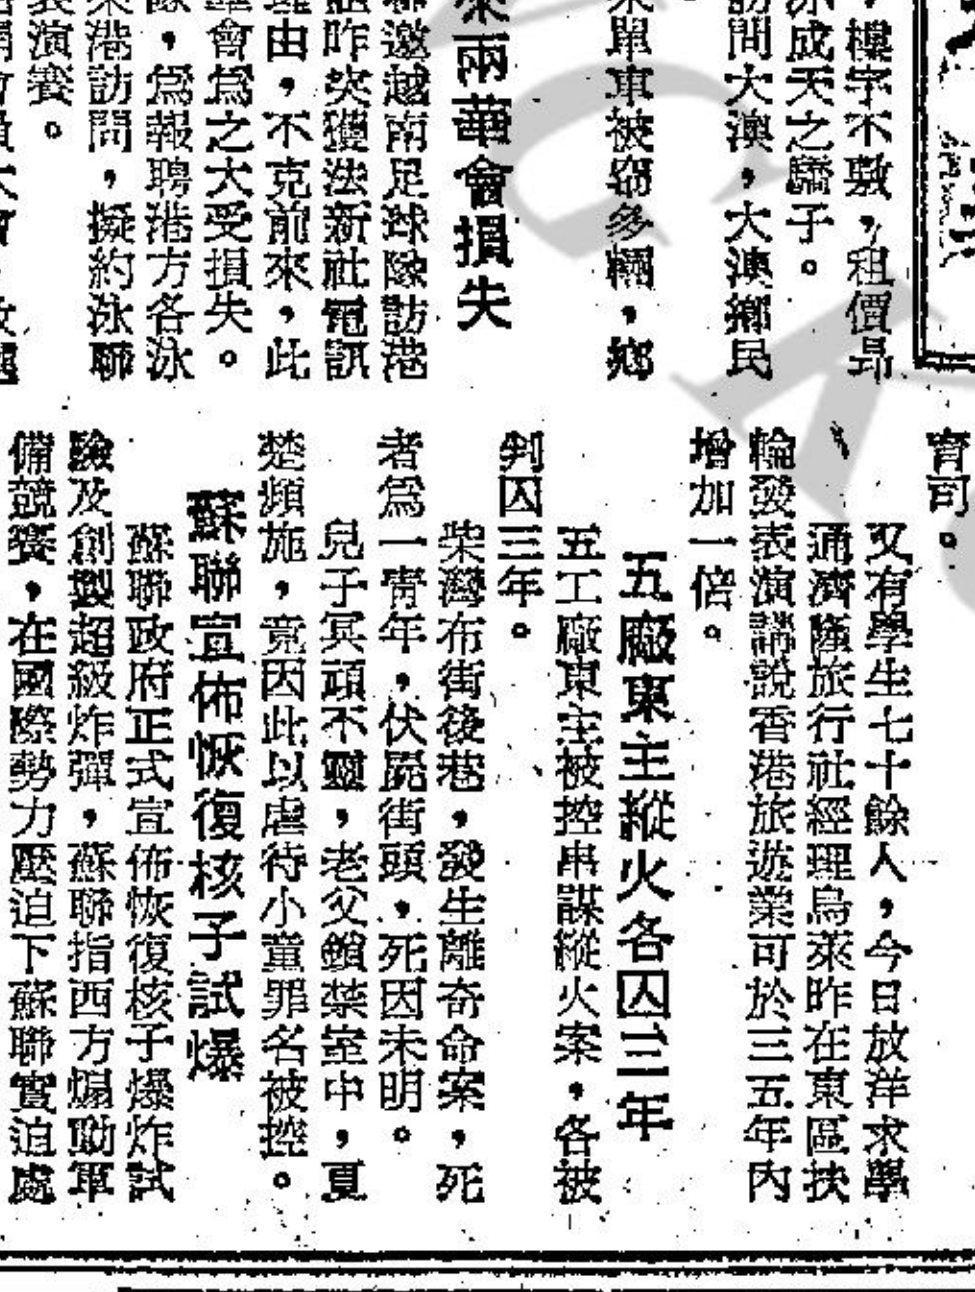 ，樓宇不敷，租價昂
成天之驕子。
訪問大澳，大澳鄉民
單車被竊多輛，鄉
來兩華會損失
邀越南足球隊訪港
昨突獲法新社電訊
理由，不克前來，此
華會爲之大受損失。
隊，爲報聘港方各泳
來港訪問，擬約泳聯
表演賽。
育司。
又有學生七十餘人，今日放洋求學
通濟隆旅行社經理烏萊昨在東區扶
輪發表演講說香港旅遊業可於三五年內
增加一倍。
五廠東主縱火各囚三年
五工廠東主被控串謀縱火案，各被
判囚三年。
柴灣布街後巷，發生離奇命案，死
者爲一靑年，伏屍街頭，死因未明。
兒子冥頑不靈，老父鎖禁室中，夏
楚頻施，竟因此以虐待小童罪名被控。
蘇聯宣佈恢復核子試爆
蘇聯政府正式宣佈恢復核子爆炸試
驗及創製超級炸彈，蘇聯指西方煽動軍
備競賽，在國際勢力壓迫下蘇聯實迫處